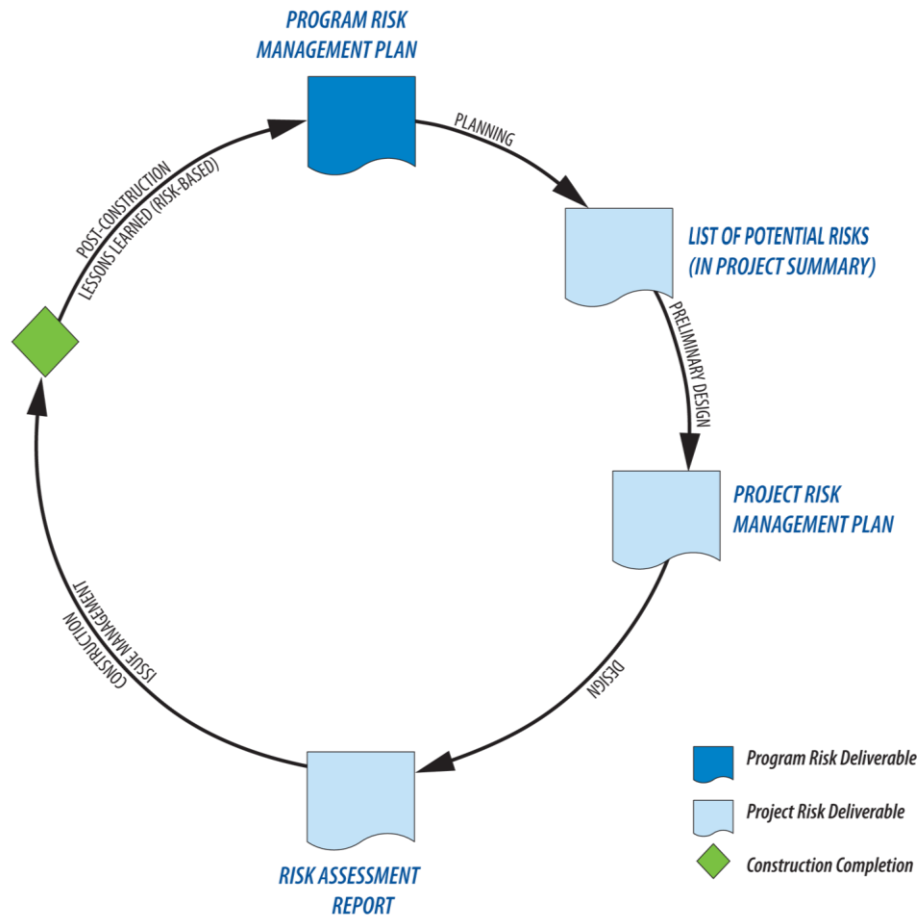 PROGRAM RISK
MANAGEMENT PLAN
PLANNING
LIST OF POTENTIAL RISKS
(IN PROJECT SUMMARY)
PRELIMINARY DESIGN
PROJECT RISK
MANAGEMENT PLAN
DESIGN
RISK ASSESSMENT
REPORT
CONSTRUCTION
ISSUE MANAGEMENT
POST-CONSTRUCTION
LESSONS LEARNED (RISK-BASED)
Program Risk Deliverable
Project Risk Deliverable
Construction Completion